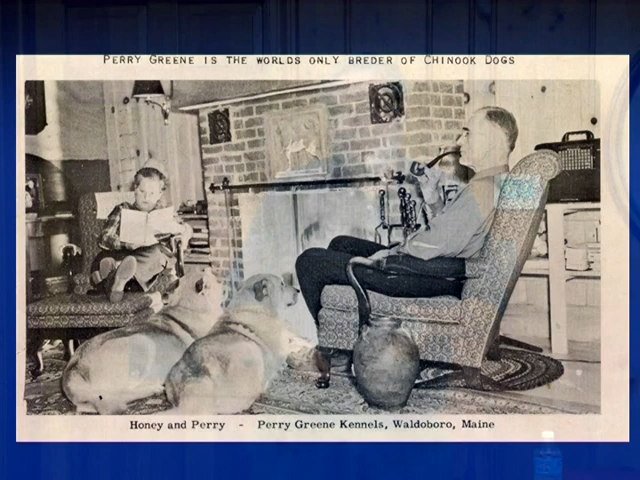 PERRY GREENE IS THE WORLDS ONLY BREDER OF CHINOOK DOGS
Honey and Perry - Perry Greene Kennels, Waldoboro, Maine